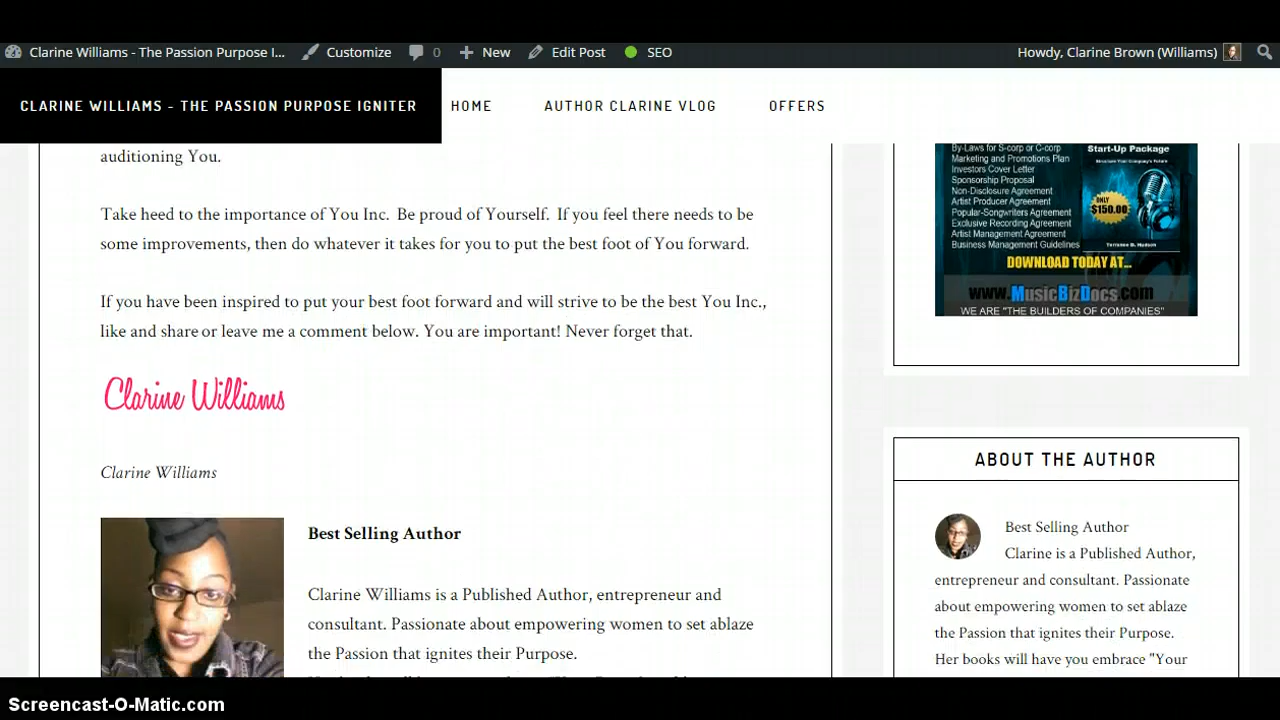 Clarine Williams - The Passion Purpose I...
Customize
0
New
Edit Post
SEO
Howdy, Clarine Brown (Williams)
CLARINE WILLIAMS - THE PASSION PURPOSE IGNITER
HOME
AUTHOR CLARINE VLOG
OFFERS
auditioning You.
Take heed to the importance of You Inc. Be proud of Yourself. If you feel there needs to be
some improvements, then do whatever it takes for you to put the best foot of You forward.
If you have been inspired to put your best foot forward and will strive to be the best You Inc.,
like and share or leave me a comment below. You are important! Never forget that.
Clarine Williams
Clarine Williams
Best Selling Author
Clarine Williams is a Published Author, entrepreneur and
consultant. Passionate about empowering women to set ablaze
the Passion that ignites their Purpose.
By-Laws for S-corp or C-corp
Marketing and Promotions Plan
Investors Cover Letter
Sponsorship Proposal
Non-Disclosure Agreement
Artist Producer Agreement
Popular-Songwriters Agreement
Exclusive Recording Agreement
Artist Management Agreement
Business Management Guidelines
Start-Up Package
ONLY
$150.00
Terrance B. Hudson
DOWNLOAD TODAY AT...
www.MusicBizDocs.com
WE ARE "THE BUILDERS OF COMPANIES"
ABOUT THE AUTHOR
Best Selling Author
Clarine is a Published Author,
entrepreneur and consultant. Passionate
about empowering women to set ablaze
the Passion that ignites their Purpose.
Her books will have you embrace "Your
Screencast-O-Matic.com